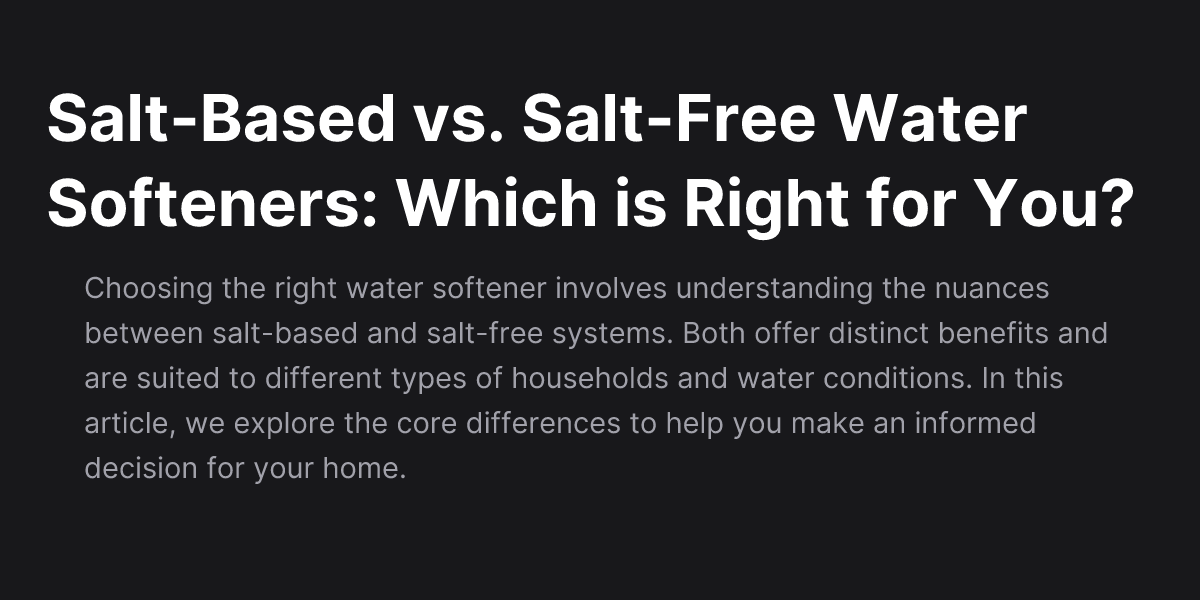 Salt-Based vs. Salt-Free Water
Softeners: Which is Right for You?
Choosing the right water softener involves understanding the nuances
between salt-based and salt-free systems. Both offer distinct benefits and
are suited to different types of households and water conditions. In this
article, we explore the core differences to help you make an informed
decision for your home.